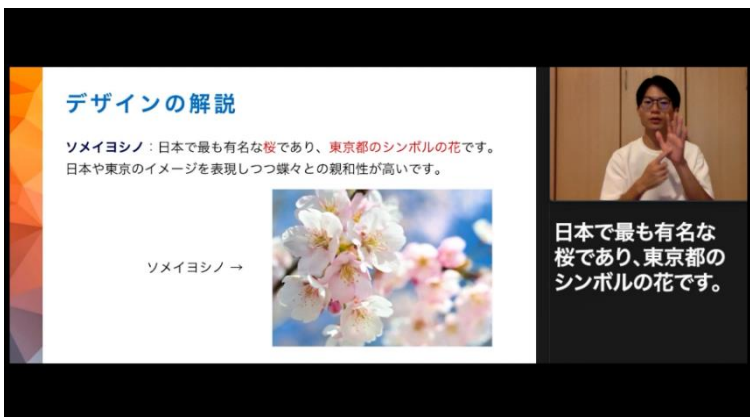 デザインの解説
ソメイヨシノ：日本で最も有名な桜であり、東京都のシンボルの花です。
日本や東京のイメージを表現しつつ蝶々との親和性が高いです。
ソメイヨシノ →
日本で最も有名な
桜であり、東京都の
シンボルの花です。